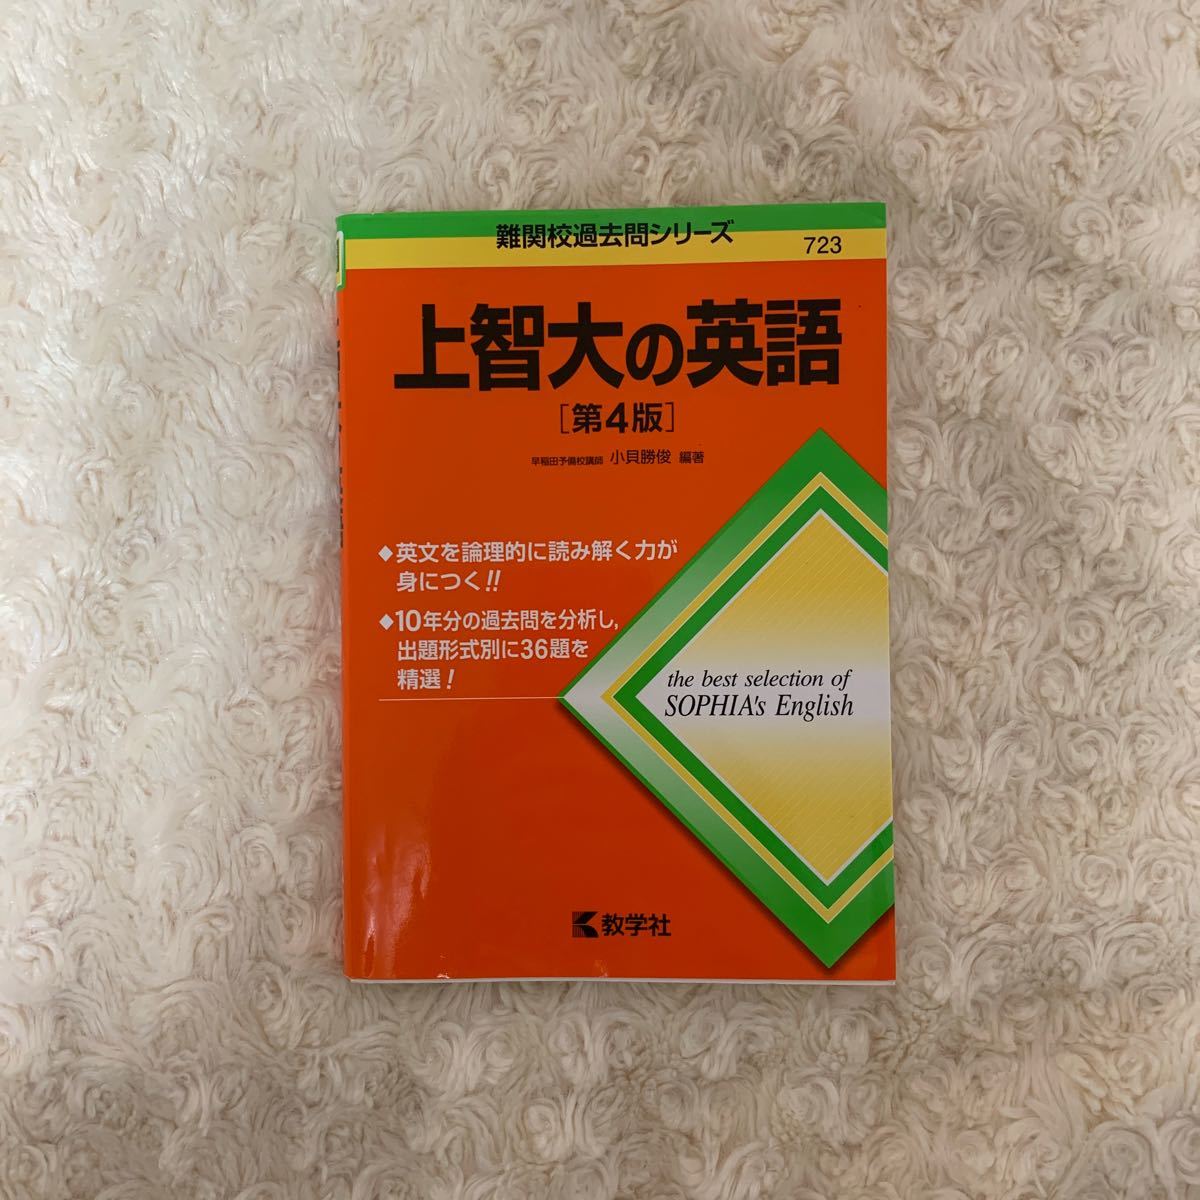 難関校過去問シリーズ
723
上智大の英語
[第4版]
早稲田予備校講師 小貝勝俊 編著
◆英文を論理的に読み解く力が
身につく!!
◆10年分の過去問を分析し,
出題形式別に36題を
精選!
the best selection of
SOPHIA's English
教学社